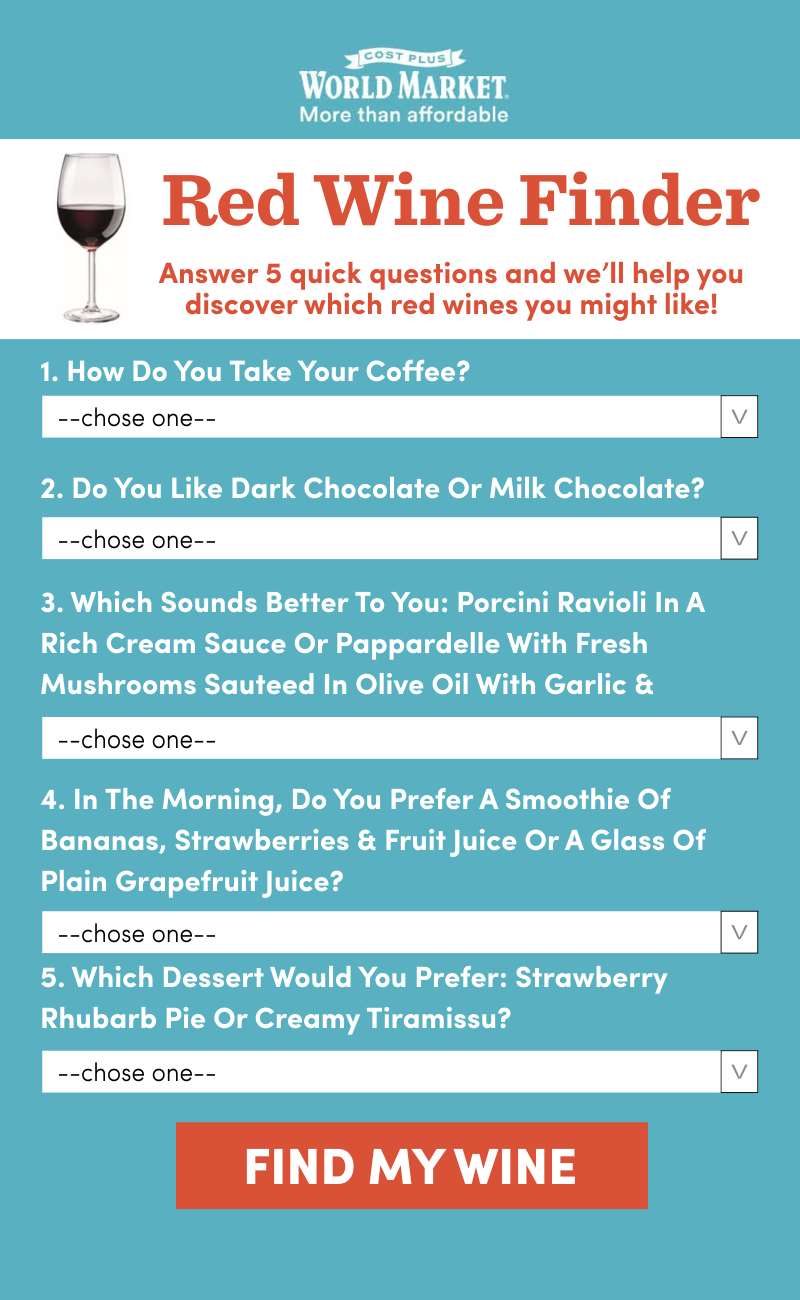 COST PLUS
WORLD MARKET.
More than affordable
Red Wine Finder
Answer 5 quick questions and we’ll help you
discover which red wines you might like!
1. How Do You Take Your Coffee?
--chose one--
V
2. Do You Like Dark Chocolate Or Milk Chocolate?
--chose one--
V
3. Which Sounds Better To You: Porcini Ravioli In A
Rich Cream Sauce Or Pappardelle With Fresh
Mushrooms Sauteed In Olive Oil With Garlic &
--chose one--
V
4. In The Morning, Do You Prefer A Smoothie Of
Bananas, Strawberries & Fruit Juice Or A Glass Of
Plain Grapefruit Juice?
--chose one--
V
5. Which Dessert Would You Prefer: Strawberry
Rhubarb Pie Or Creamy Tiramissu?
--chose one--
V
FIND MY WINE